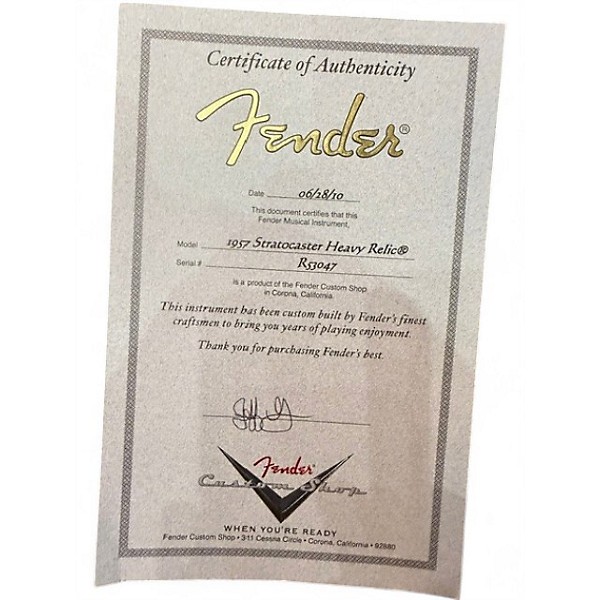 Certificate of Authenticity
Fender®
Date 06/28/10
This document certifies that this
Fender Musical Instrument,
Model 1957 Stratocaster Heavy Relic®
Serial # R53047
is a product of the Fender Custom Shop
in Corona, California.
This instrument has been custom built by Fender's finest
craftsmen to bring you years of playing enjoyment.
Thank you for purchasing Fender's best.
Fender
Custom Shop
WHEN YOU'RE READY
Fender Custom Shop • 311 Cessna Circle • Corona, California • 92880